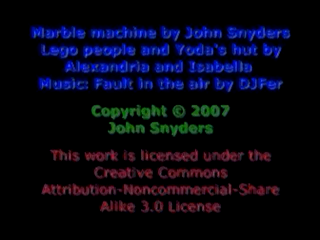 Marble machine by John Snyders
Lego people and Yoda's hut by
Alexandria and Isabella
Music: Fault in the air by DJFer
Copyright © 2007
John Snyders
This work is licensed under the
Creative Commons
Attribution-Noncommercial-Share
Alike 3.0 License